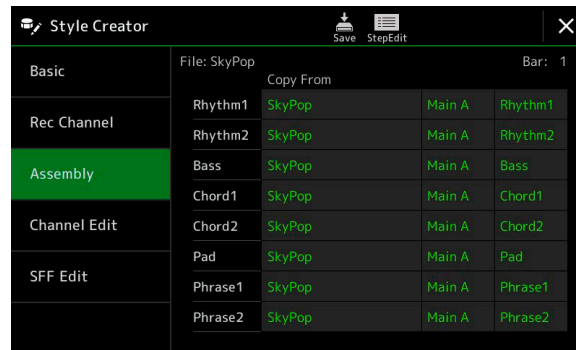 Style Creator
Save StepEdit
Basic
Rec Channel
Assembly
Channel Edit
SFF Edit
File: SkyPop Bar: 1
Copy From
Rhythm1 SkyPop Main A Rhythm1
Rhythm2 SkyPop Main A Rhythm2
Bass SkyPop Main A Bass
Chord1 SkyPop Main A Chord1
Chord2 SkyPop Main A Chord2
Pad SkyPop Main A Pad
Phrase1 SkyPop Main A Phrase1
Phrase2 SkyPop Main A Phrase2